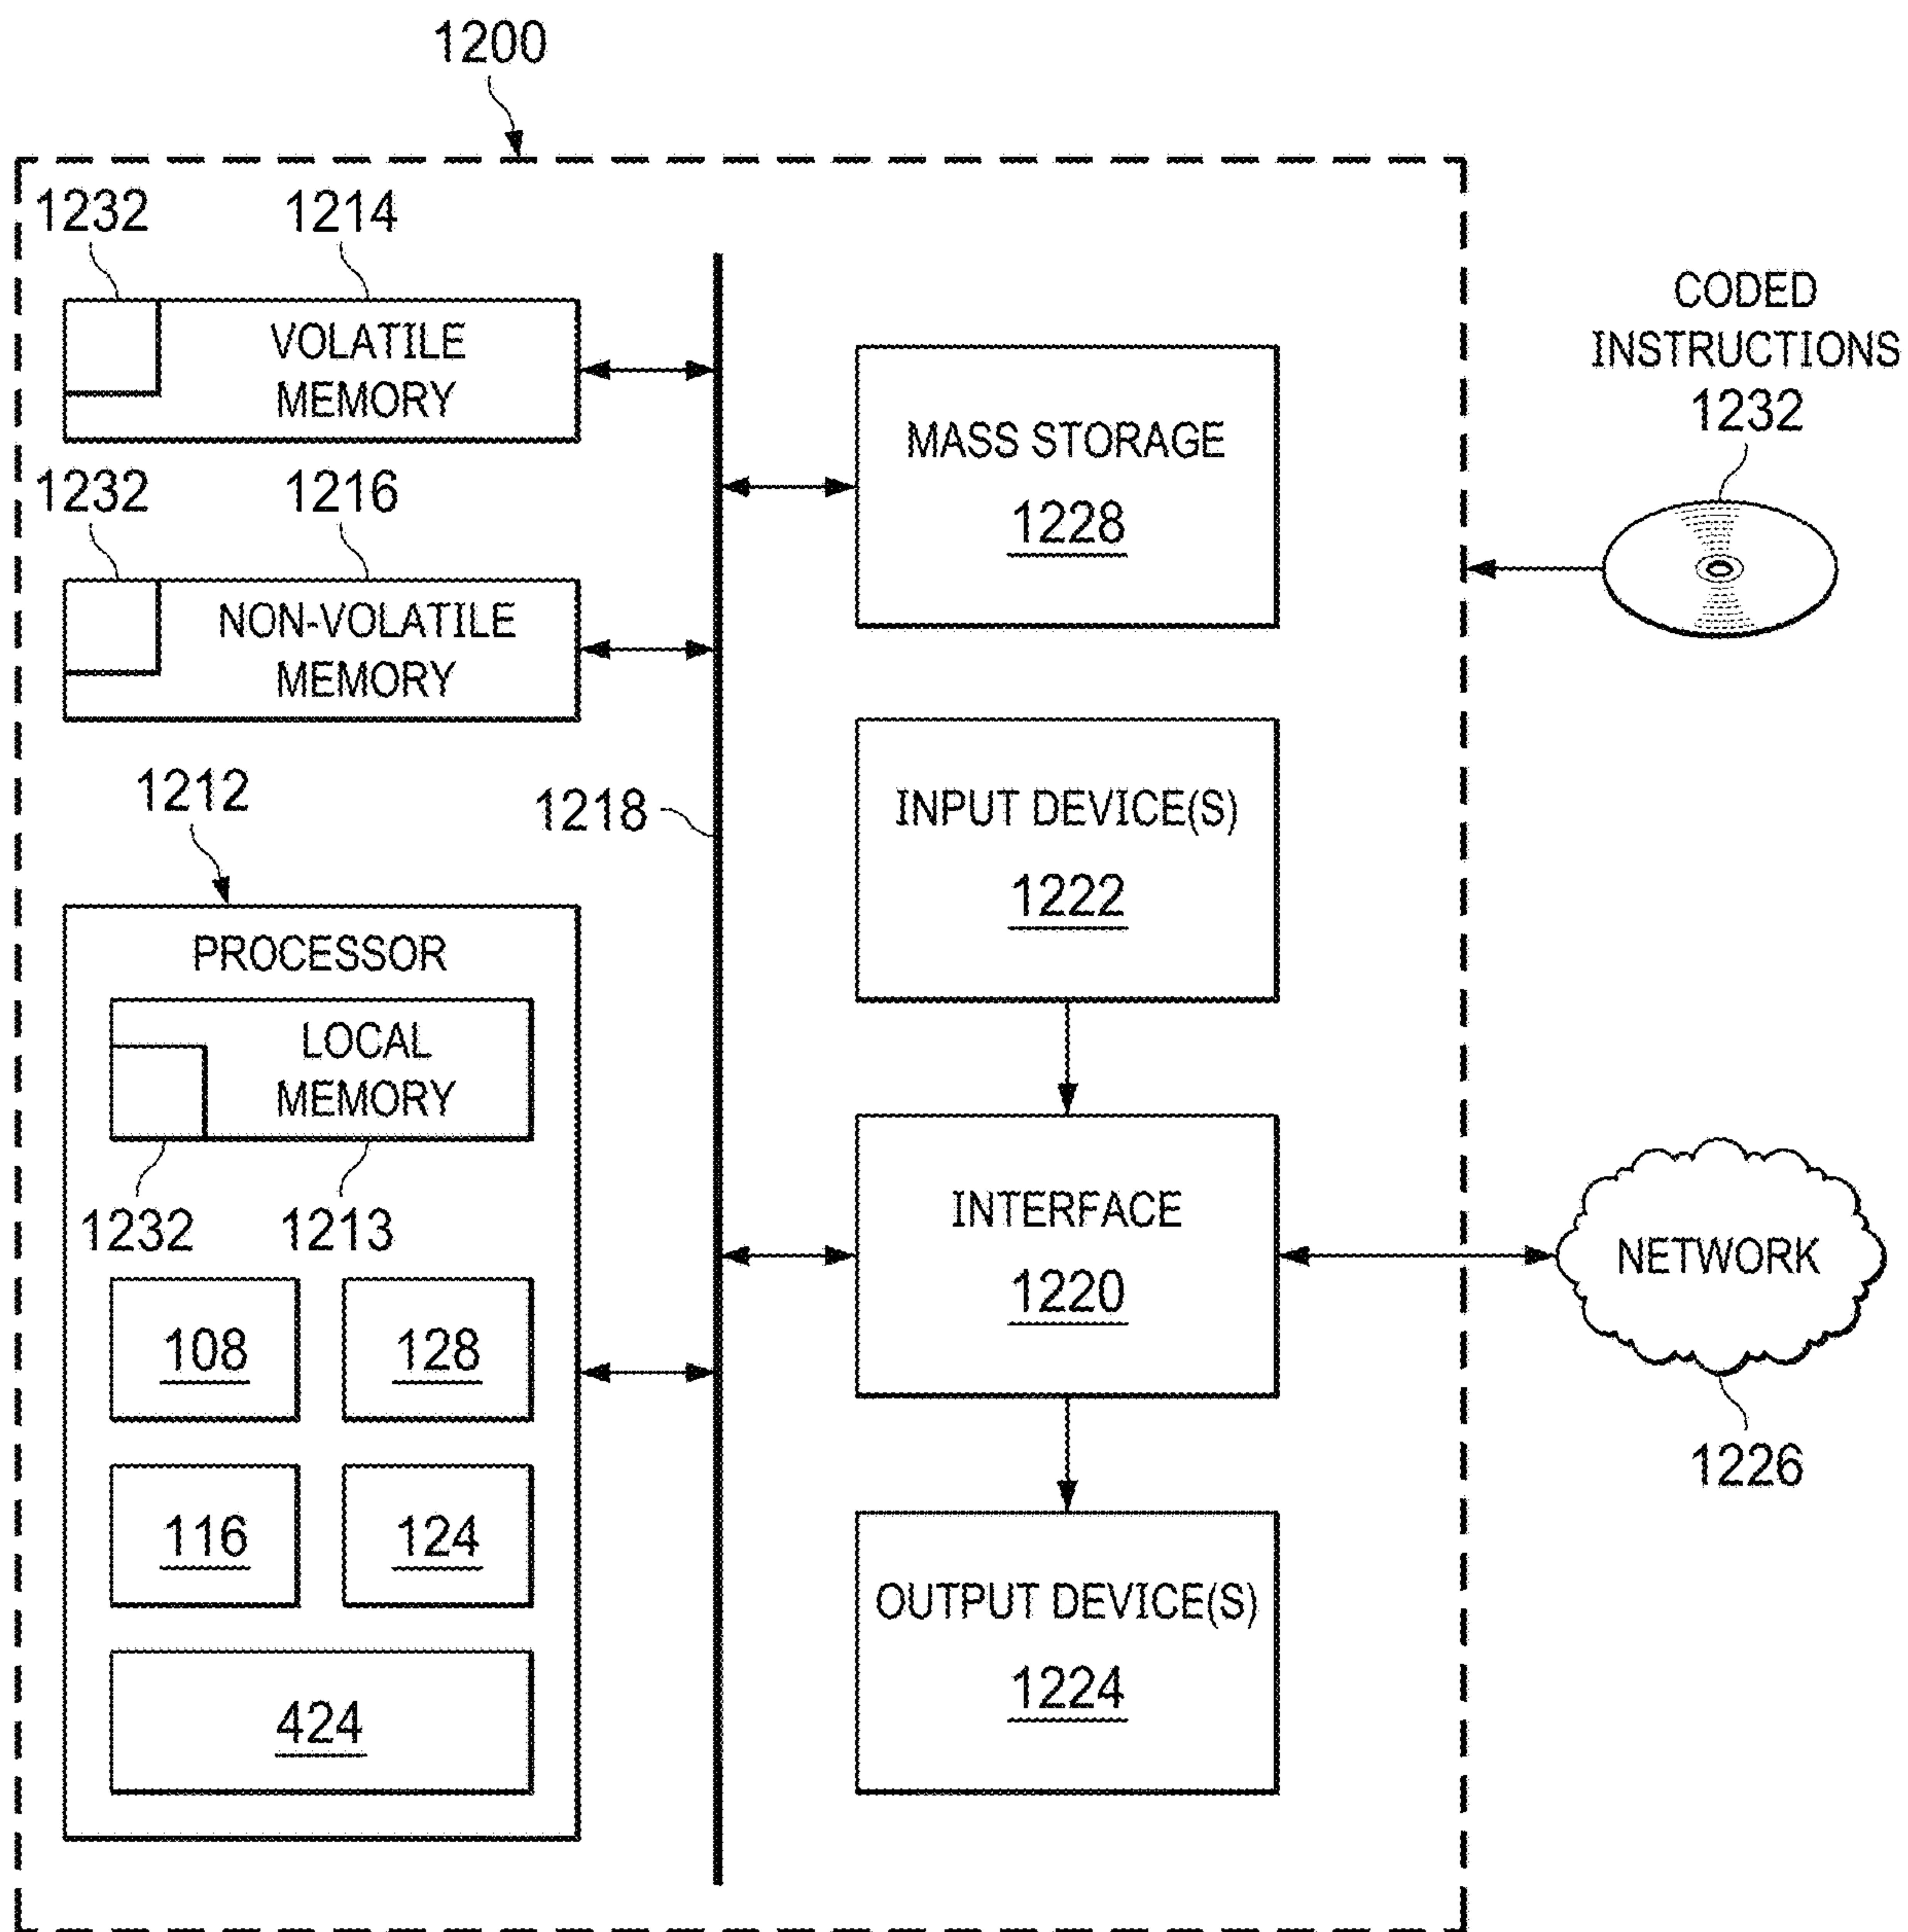 1200
1232
1214
VOLATILE
MEMORY
1232
1216
NON-VOLATILE
MEMORY
1212
1218
PROCESSOR
LOCAL
MEMORY
1232
1213
108
128
116
124
424
MASS STORAGE
1228
INPUT DEVICE(S)
1222
INTERFACE
1220
OUTPUT DEVICE(S)
1224
CODED
INSTRUCTIONS
1232
NETWORK
1226